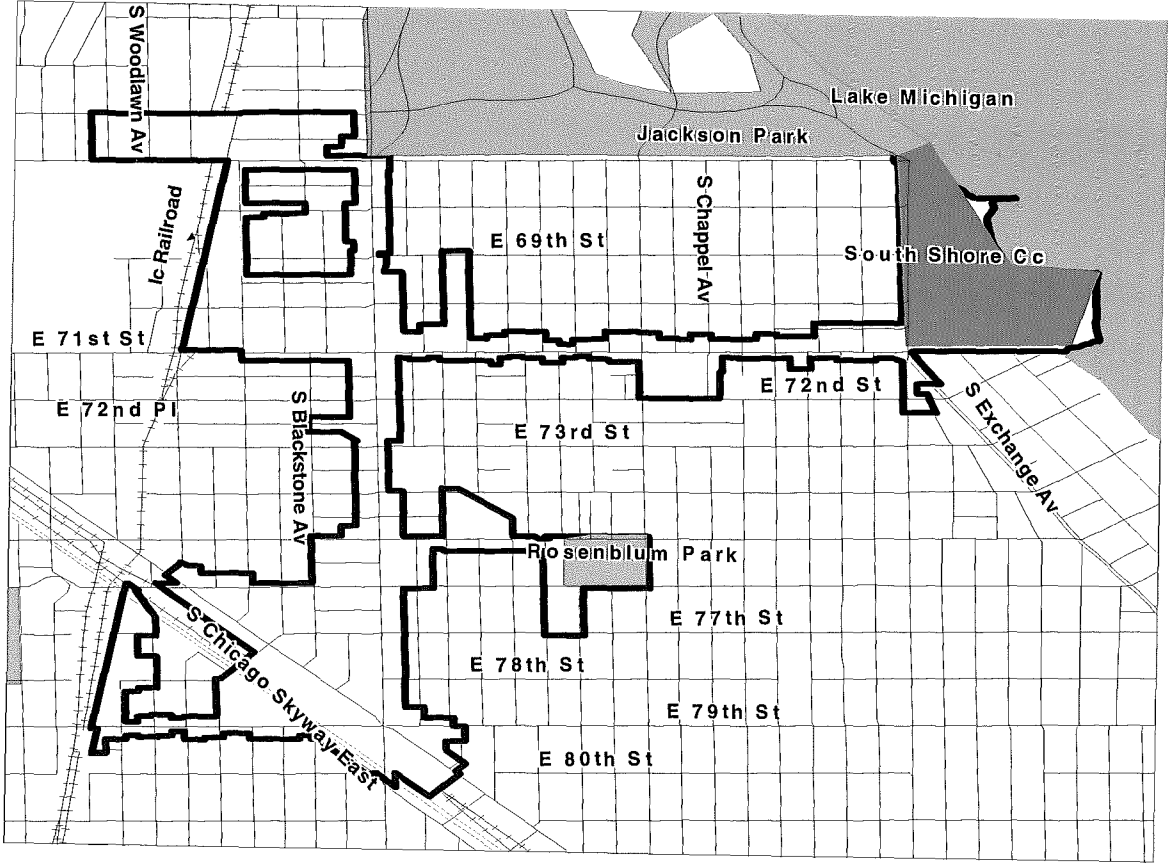 S Woodlawn Av
Lake Michigan
Jackson Park
Ic Railroad
S Chappel Av
E 69th St
South Shore Cc
E 71st St
E 72nd St
E 72nd Pl
S Blackstone Av
S Exchange Av
E 73rd St
Rosenblum Park
E 77th St
S Chicago Skyway East
E 78th St
E 79th St
E 80th St